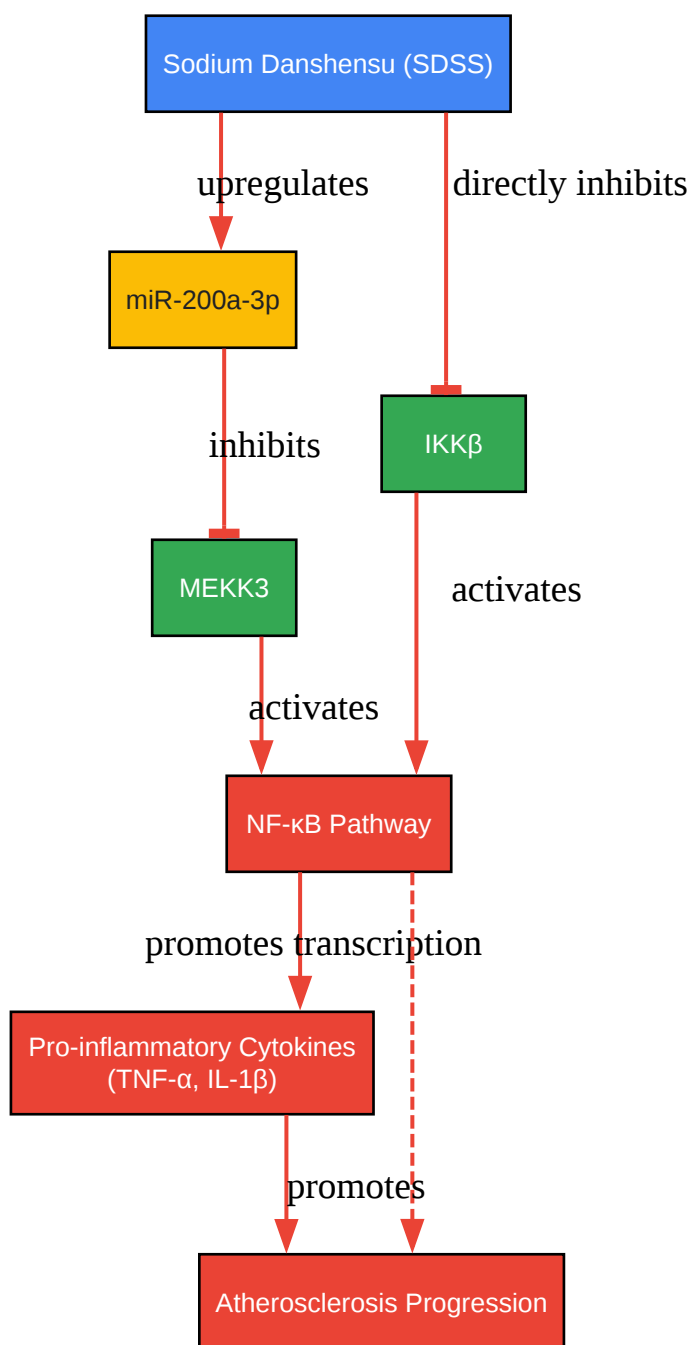 Sodium Danshensu (SDSS)
upregulates
directly inhibits
miR-200a-3p
inhibits
IKKβ
MEKK3
activates
activates
NF-κB Pathway
promotes transcription
Pro-inflammatory Cytokines
(TNF-α, IL-1β)
promotes
Atherosclerosis Progression